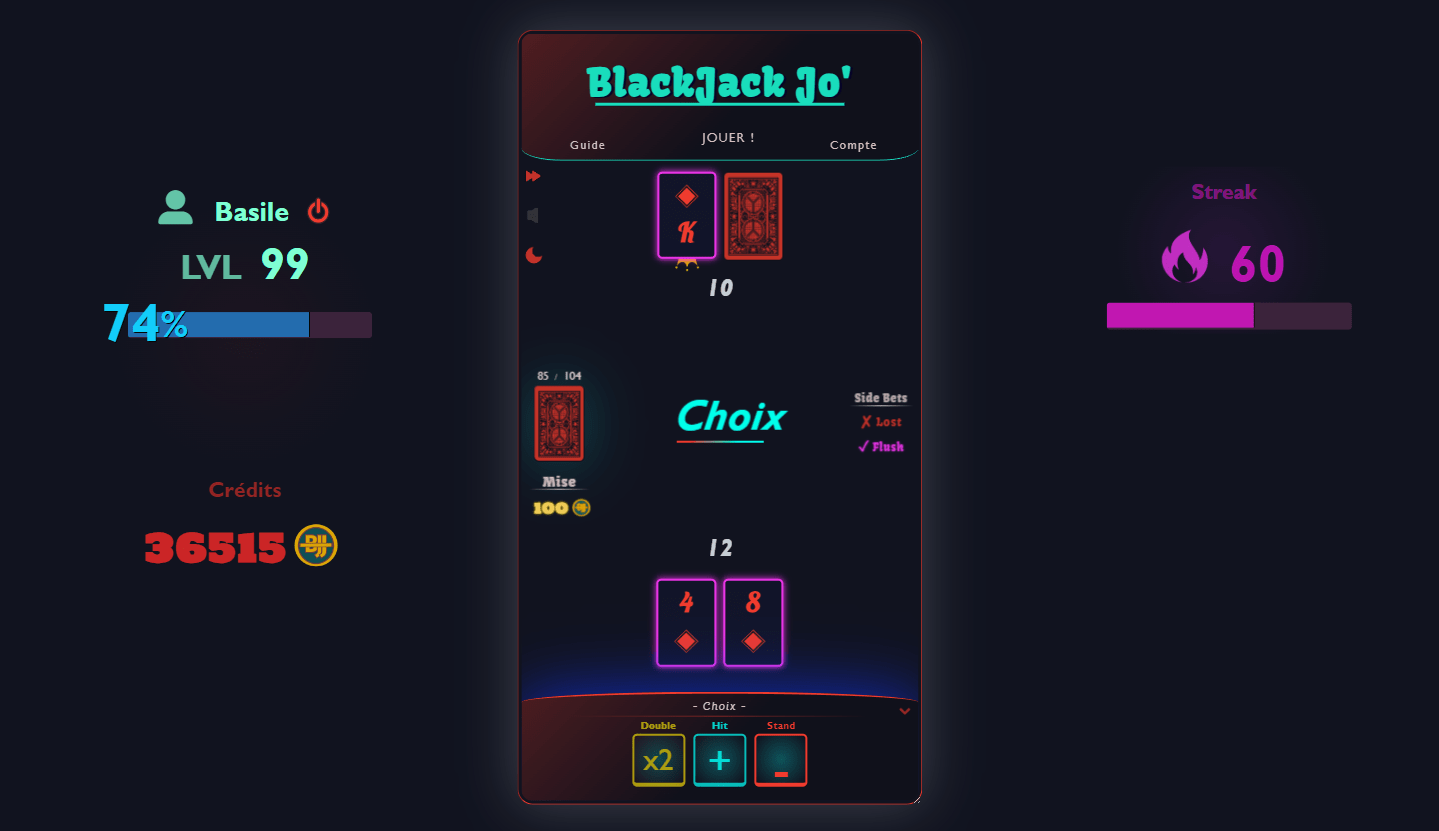 BlackJack Jo'
Guide
JOUER !
Compte
K
10
Basile
LVL 99
74%
Crédits
36515 BJJ
Streak
60
85 / 104
Choix
Mise
100
Side Bets
✗ Lost
✓ Flush
12
4
8
- Choix -
Double
Hit
Stand
x2
+
-